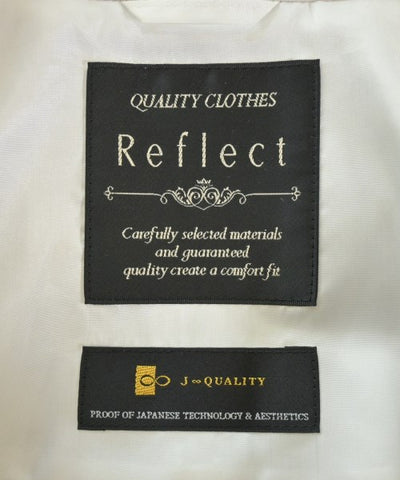 QUALITY CLOTHES
Reflect
Carefully selected materials
and guaranteed
quality create a comfort fit
J∞QUALITY
PROOF OF JAPANESE TECHNOLOGY & AESTHETICS